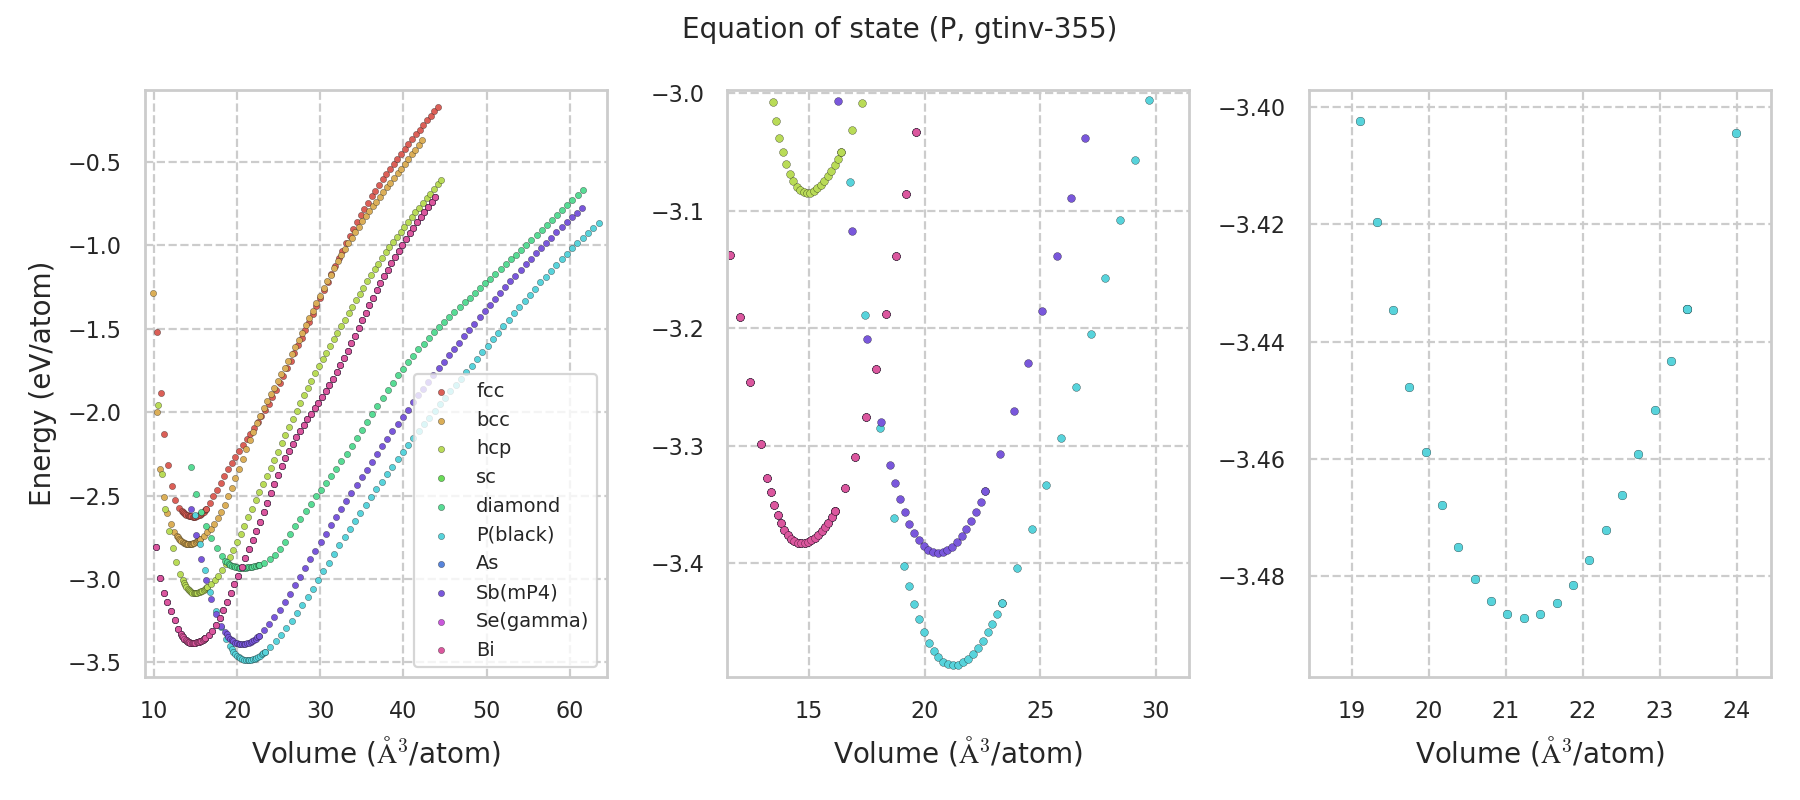 Equation of state (P, gtinv-355)
Energy (eV/atom)
−0.5
−1.0
−1.5
−2.0
−2.5
−3.0
−3.5
10 20 30 40 50 60
Volume (Å³/atom)
fcc
bcc
hcp
sc
diamond
P(black)
As
Sb(mP4)
Se(gamma)
Bi
−3.0
−3.1
−3.2
−3.3
−3.4
15 20 25 30
Volume (Å³/atom)
−3.40
−3.42
−3.44
−3.46
−3.48
19 20 21 22 23 24
Volume (Å³/atom)